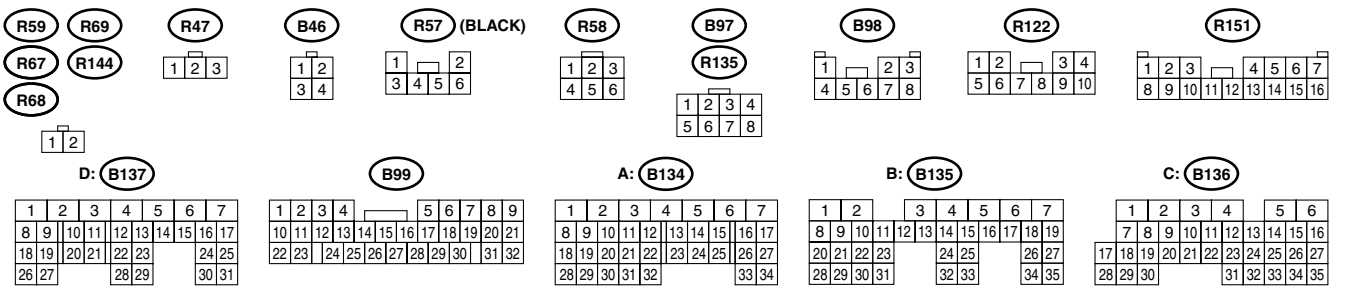 R59 R69 R47 B46 R57 (BLACK) R58 B97 B98 R122 R151
R67 R144 R135
R68
1 2
1 2 3
1 2
3 4
1 2
3 4 5 6
1 2 3
4 5 6
1 2 3 4
5 6 7 8
1 2 3
4 5 6 7 8
1 2 3 4
5 6 7 8 9 10
1 2 3 4 5 6 7
8 9 10 11 12 13 14 15 16
D: B137
1 2 3 4 5 6 7
8 9 10 11 12 13 14 15 16 17
18 19 20 21 22 23 24 25
26 27 28 29 30 31
B99
1 2 3 4 5 6 7 8 9
10 11 12 13 14 15 16 17 18 19 20 21
22 23 24 25 26 27 28 29 30 31 32
A: B134
1 2 3 4 5 6 7
8 9 10 11 12 13 14 15 16 17
18 19 20 21 22 23 24 25 26 27
28 29 30 31 32 33 34
B: B135
1 2 3 4 5 6 7
8 9 10 11 12 13 14 15 16 17 18 19
20 21 22 23 24 25 26 27
28 29 30 31 32 33 34 35
C: B136
1 2 3 4 5 6
7 8 9 10 11 12 13 14 15 16
17 18 19 20 21 22 23 24 25 26 27
28 29 30 31 32 33 34 35